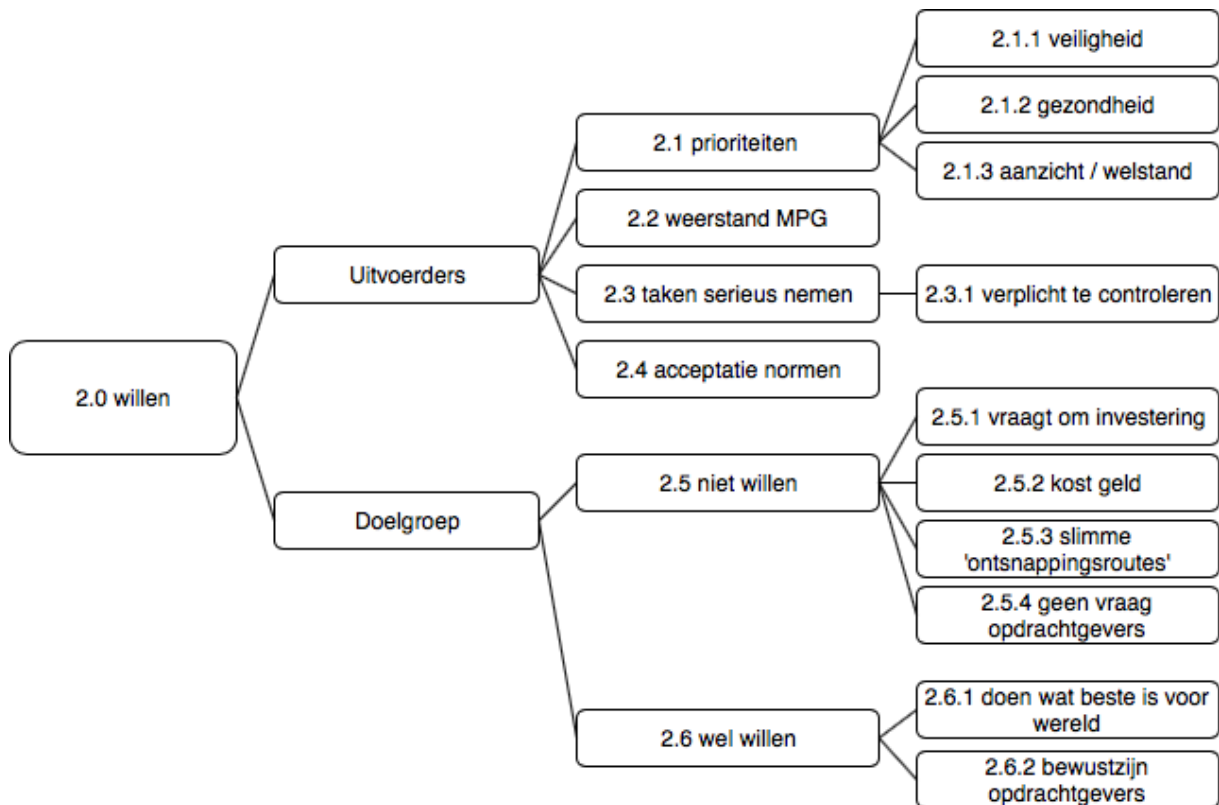 2.0 willen
Uitvoerders
2.1 prioriteiten
2.1.1 veiligheid
2.1.2 gezondheid
2.1.3 aanzicht / welstand
2.2 weerstand MPG
2.3 taken serieus nemen
2.3.1 verplicht te controleren
2.4 acceptatie normen
Doelgroep
2.5 niet willen
2.5.1 vraagt om investering
2.5.2 kost geld
2.5.3 slimme
'ontsnappingsroutes'
2.5.4 geen vraag
opdrachtgevers
2.6 wel willen
2.6.1 doen wat beste is voor
wereld
2.6.2 bewustzijn
opdrachtgevers